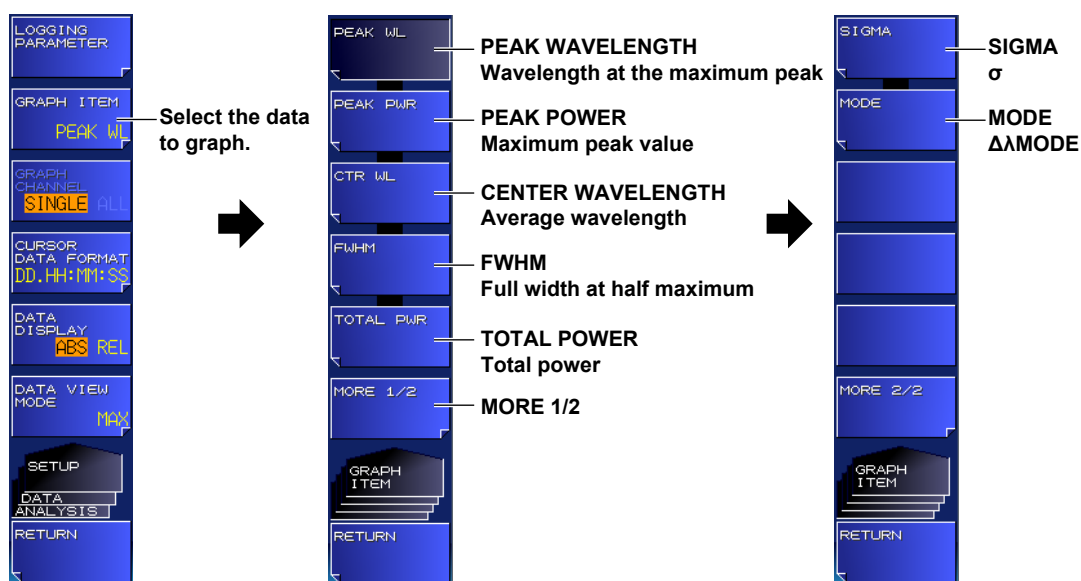 LOGGING
PARAMETER
GRAPH ITEM
PEAK WL
Select the data
to graph.
GRAPH
CHANNEL
SINGLE ALL
CURSOR
DATA FORMAT
DD.HH:MM:SS
DATA
DISPLAY
ABS REL
DATA VIEW
MODE
MAX
SETUP
DATA
ANALYSIS
RETURN
PEAK WL
PEAK WAVELENGTH
Wavelength at the maximum peak
PEAK PWR
PEAK POWER
Maximum peak value
CTR WL
CENTER WAVELENGTH
Average wavelength
FWHM
FWHM
Full width at half maximum
TOTAL PWR
TOTAL POWER
Total power
MORE 1/2
MORE 1/2
GRAPH
ITEM
RETURN
SIGMA
SIGMA
σ
MODE
MODE
ΔλMODE
MORE 2/2
GRAPH
ITEM
RETURN